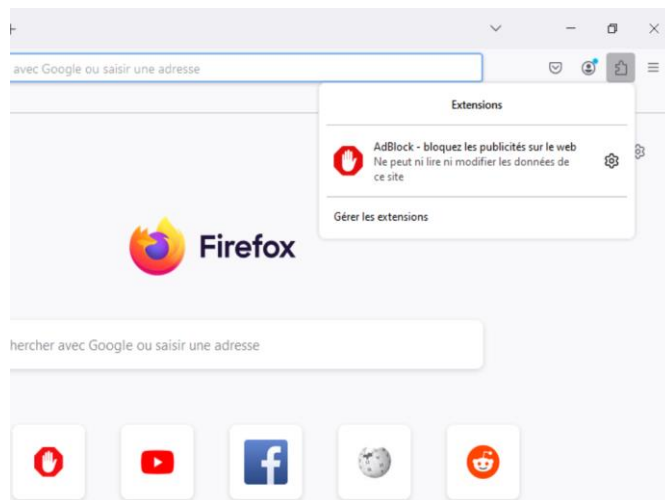 avec Google ou saisir une adresse
Extensions
AdBlock - bloquez les publicités sur le web
Ne peut ni lire ni modifier les données de
ce site
Gérer les extensions
Firefox
hercher avec Google ou saisir une adresse